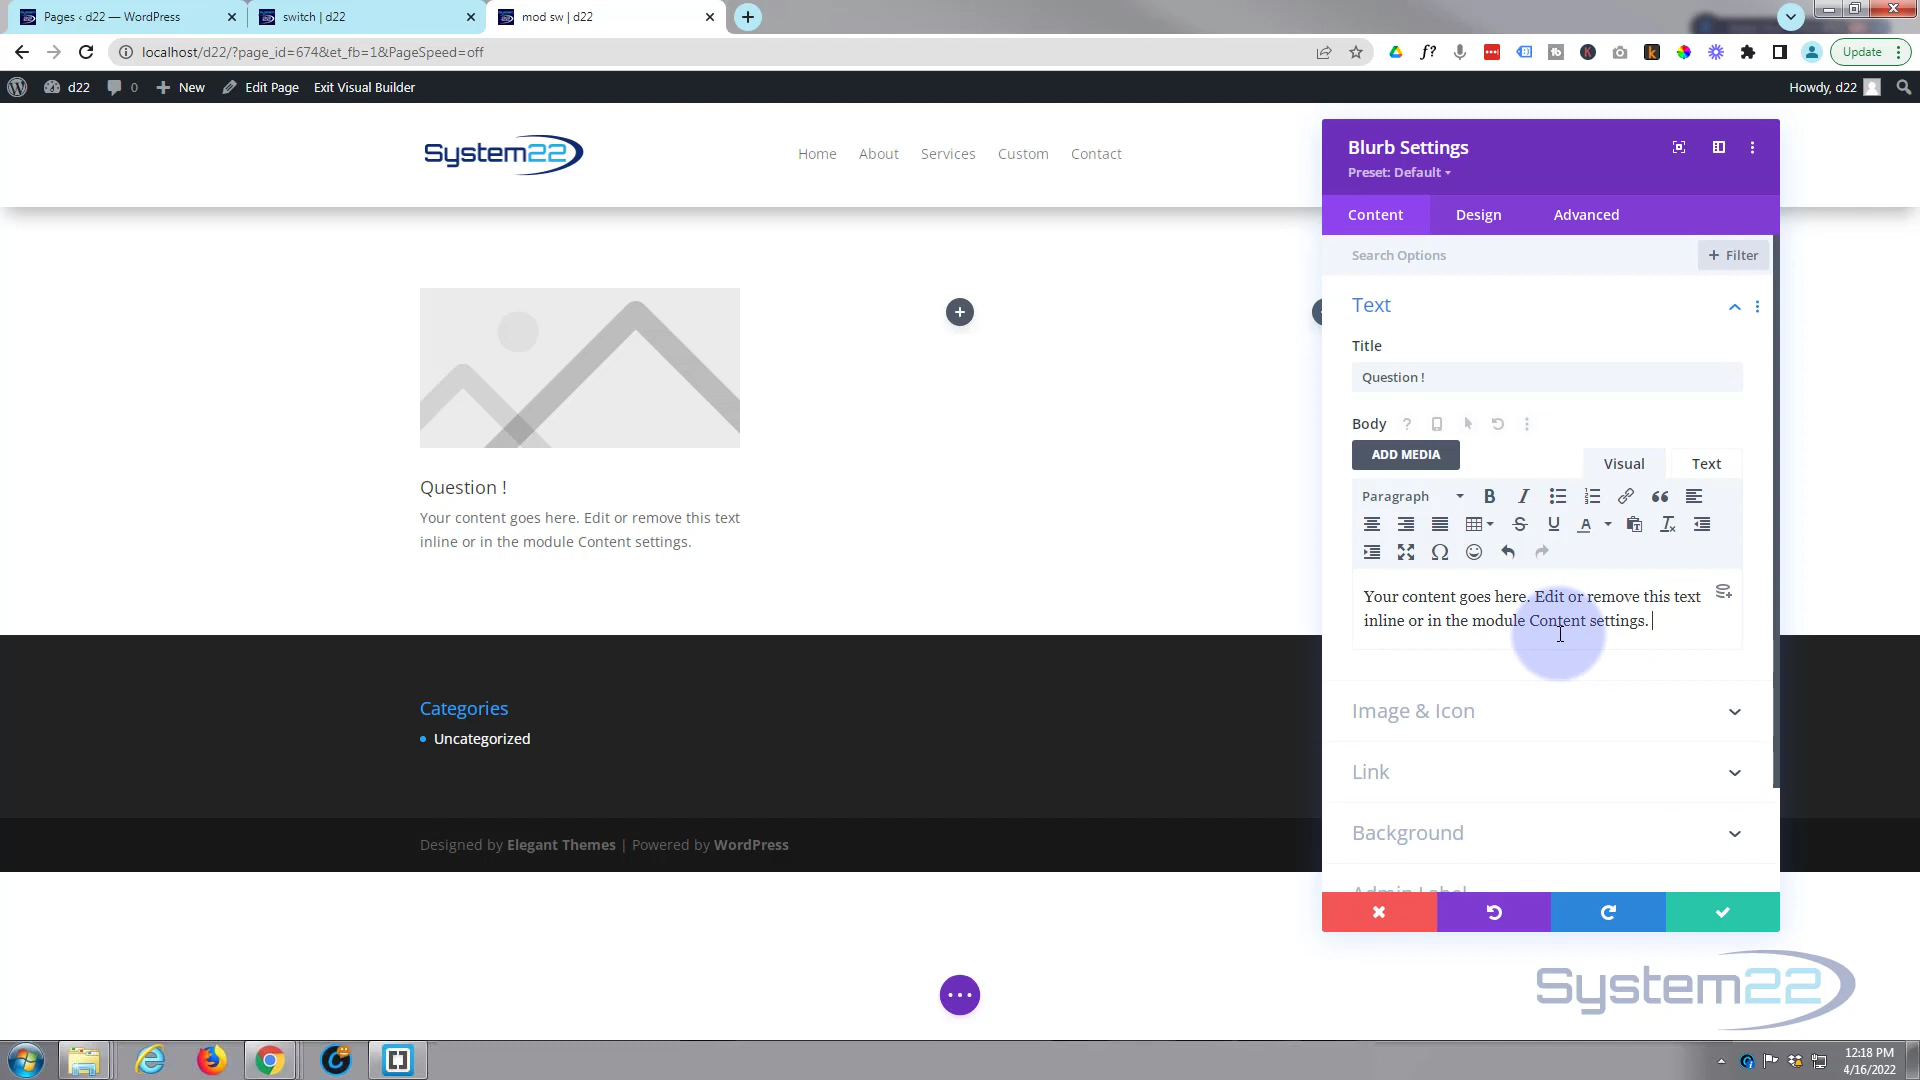 Pages ‹ d22 — WordPress
switch | d22
mod sw | d22
localhost/d22/?page_id=674&et_fb=1&PageSpeed=off
Update
d22
0
New
Edit Page
Exit Visual Builder
Howdy, d22
System22
Home
About
Services
Custom
Contact
Question !
Your content goes here. Edit or remove this text
inline or in the module Content settings.
Categories
Uncategorized
Designed by Elegant Themes | Powered by WordPress
Blurb Settings
Preset: Default
Content
Design
Advanced
Search Options
+ Filter
Text
Title
Question !
Body
ADD MEDIA
Visual
Text
Paragraph
Your content goes here. Edit or remove this text
inline or in the module Content settings.
Image & Icon
Link
Background
Admin Label
System22
12:18 PM
4/16/2022